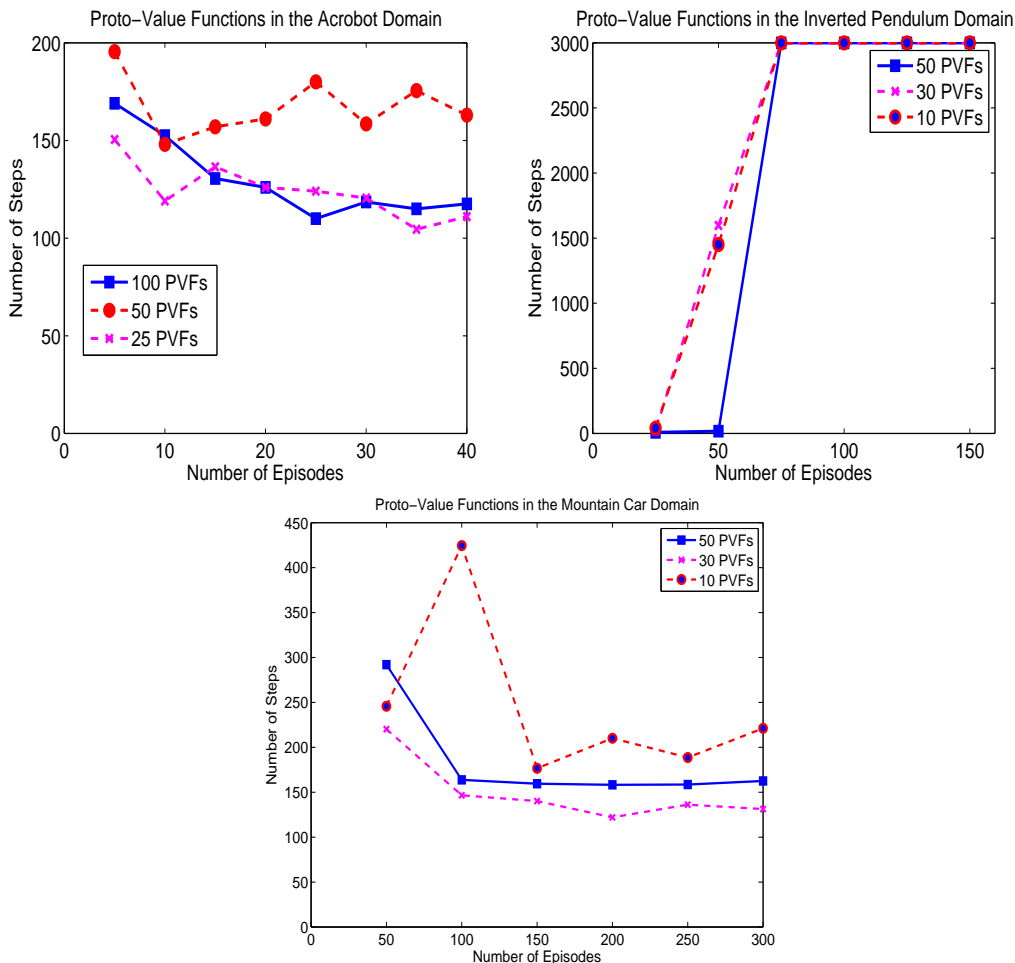 Proto−Value Functions in the Acrobot Domain
200
150
100
50
0
0
10
20
30
40
Number of Steps
Number of Episodes
100 PVFs
50 PVFs
25 PVFs
Proto−Value Functions in the Inverted Pendulum Domain
3000
2500
2000
1500
3000
500
0
0
50
100
150
Number of Steps
Number of Episodes
50 PVFs
30 PVFs
10 PVFs
Proto−Value Functions in the Mountain Car Domain
450
400
350
300
250
200
150
100
50
0
0
50
100
150
200
250
300
Number of Steps
Number of Episodes
50 PVFs
30 PVFs
10 PVFs